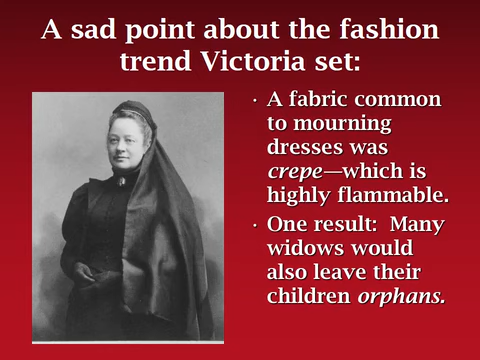 A sad point about the fashion
trend Victoria set:
· A fabric common
to mourning
dresses was
crepe—which is
highly flammable.
· One result:  Many
widows would
also leave their
children orphans.